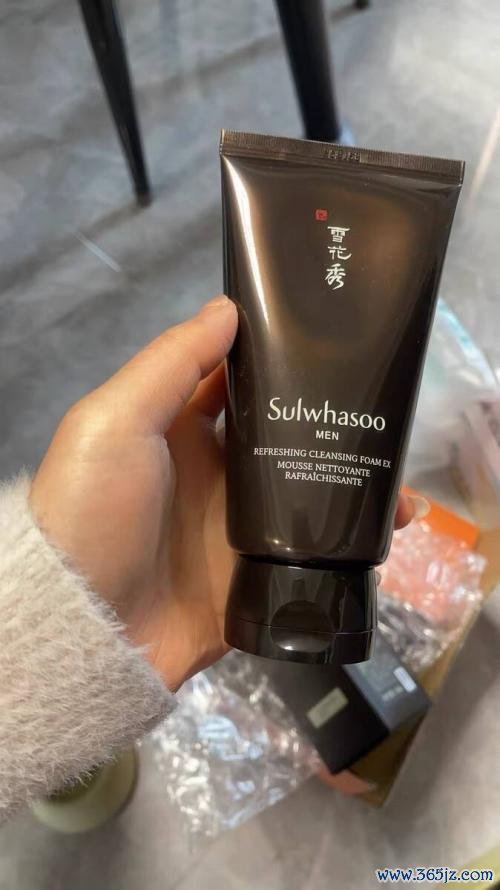 雪花秀
Sulwhasoo
MEN
REFRESHING CLEANSING FOAM EX
MOUSSE NETTOYANTE
RAFRAÎCHISSANTE
www.365jz.com